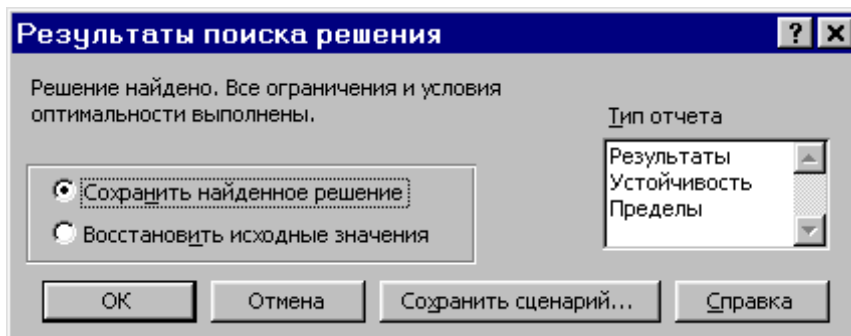 Результаты поиска решения
Решение найдено. Все ограничения и условия
оптимальности выполнены.
Тип отчета
Результаты
Устойчивость
Пределы
Сохранить найденное решение
Восстановить исходные значения
ОК
Отмена
Сохранить сценарий...
Справка